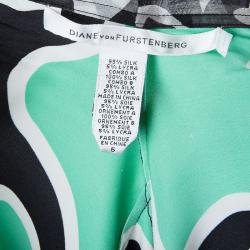 DIANE VON FURSTENBERG
95% SILK
5% LYCRA
COMBO A
100% SILK
COMBO B
95% SILK
5% LYCRA
MADE IN CHINA
95% SOIE
5% LYCRA
ORNEMENT A
100% SOIE
ORNEMENT B
95% SOIE
5% LYCRA
FABRIQUE
EN CHINE
6